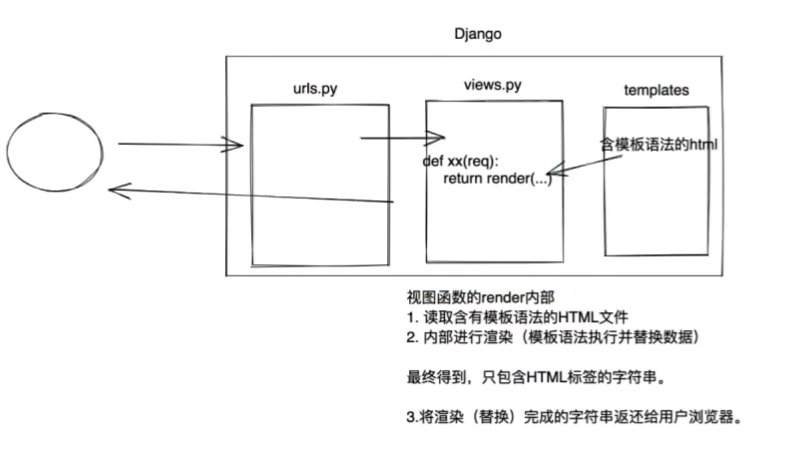 Django
urls.py
views.py
templates
含模板语法的html
def xx(req):
return render(...)
视图函数的render内部
1. 读取含有模板语法的HTML文件
2. 内部进行渲染（模板语法执行并替换数据）
最终得到，只包含HTML标签的字符串。
3.将渲染（替换）完成的字符串返还给用户浏览器。